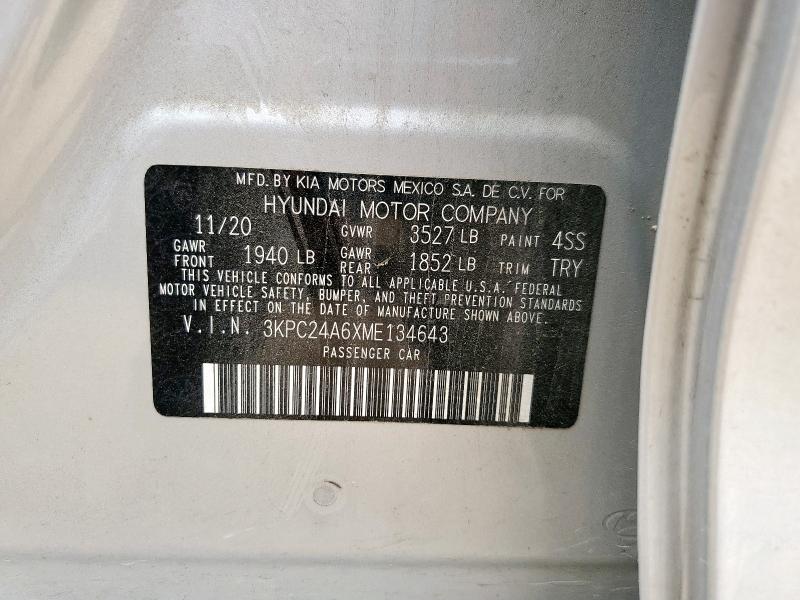 MFD. BY KIA MOTORS MEXICO S.A. DE C.V. FOR
HYUNDAI MOTOR COMPANY
11/20 GVWR 3527 LB PAINT 4SS
GAWR FRONT 1940 LB GAWR REAR 1852 LB TRIM TRY
THIS VEHICLE CONFORMS TO ALL APPLICABLE U.S.A. FEDERAL
MOTOR VEHICLE SAFETY, BUMPER, AND THEFT PREVENTION STANDARDS
IN EFFECT ON THE DATE OF MANUFACTURE SHOWN ABOVE.
V.I.N. 3KPC24A6XME134643
PASSENGER CAR